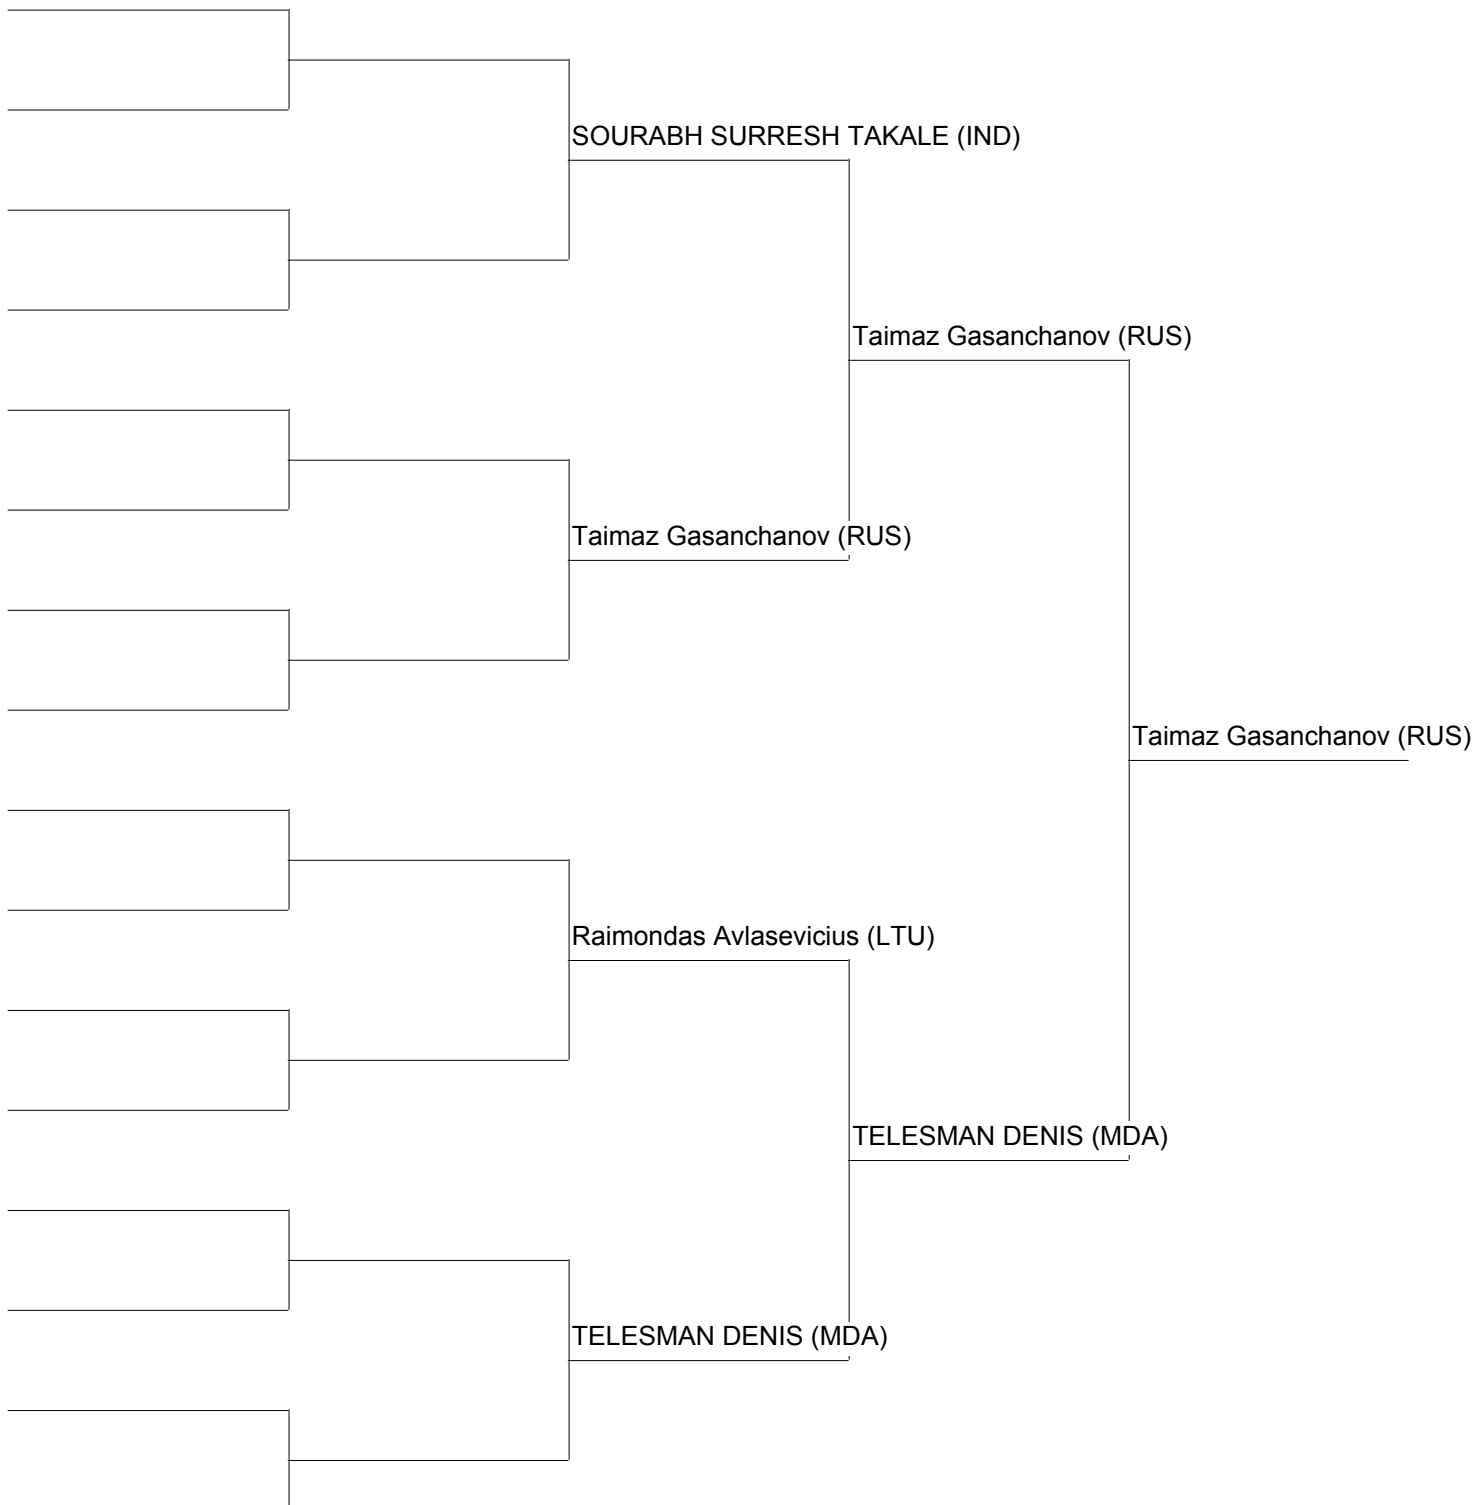 SOURABH SURRESH TAKALE (IND)
Taimaz Gasanchanov (RUS)
Taimaz Gasanchanov (RUS)
Taimaz Gasanchanov (RUS)
Raimondas Avlasevicius (LTU)
TELESMAN DENIS (MDA)
TELESMAN DENIS (MDA)